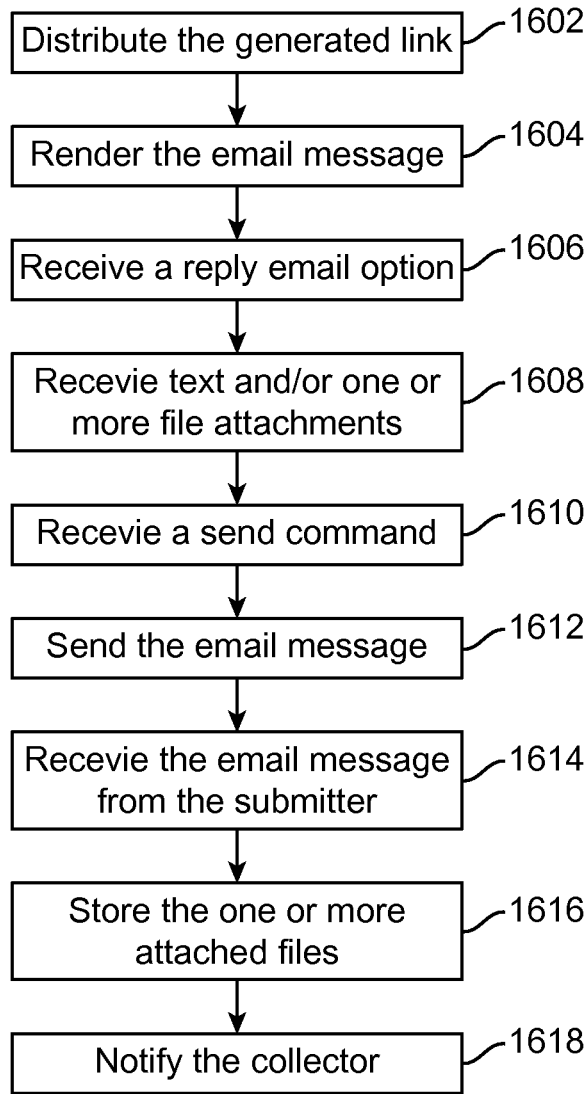 Distribute the generated link
1602
Render the email message
1604
Receive a reply email option
1606
Recevie text and/or one or
more file attachments
1608
Recevie a send command
1610
Send the email message
1612
Recevie the email message
from the submitter
1614
Store the one or more
attached files
1616
Notify the collector
1618